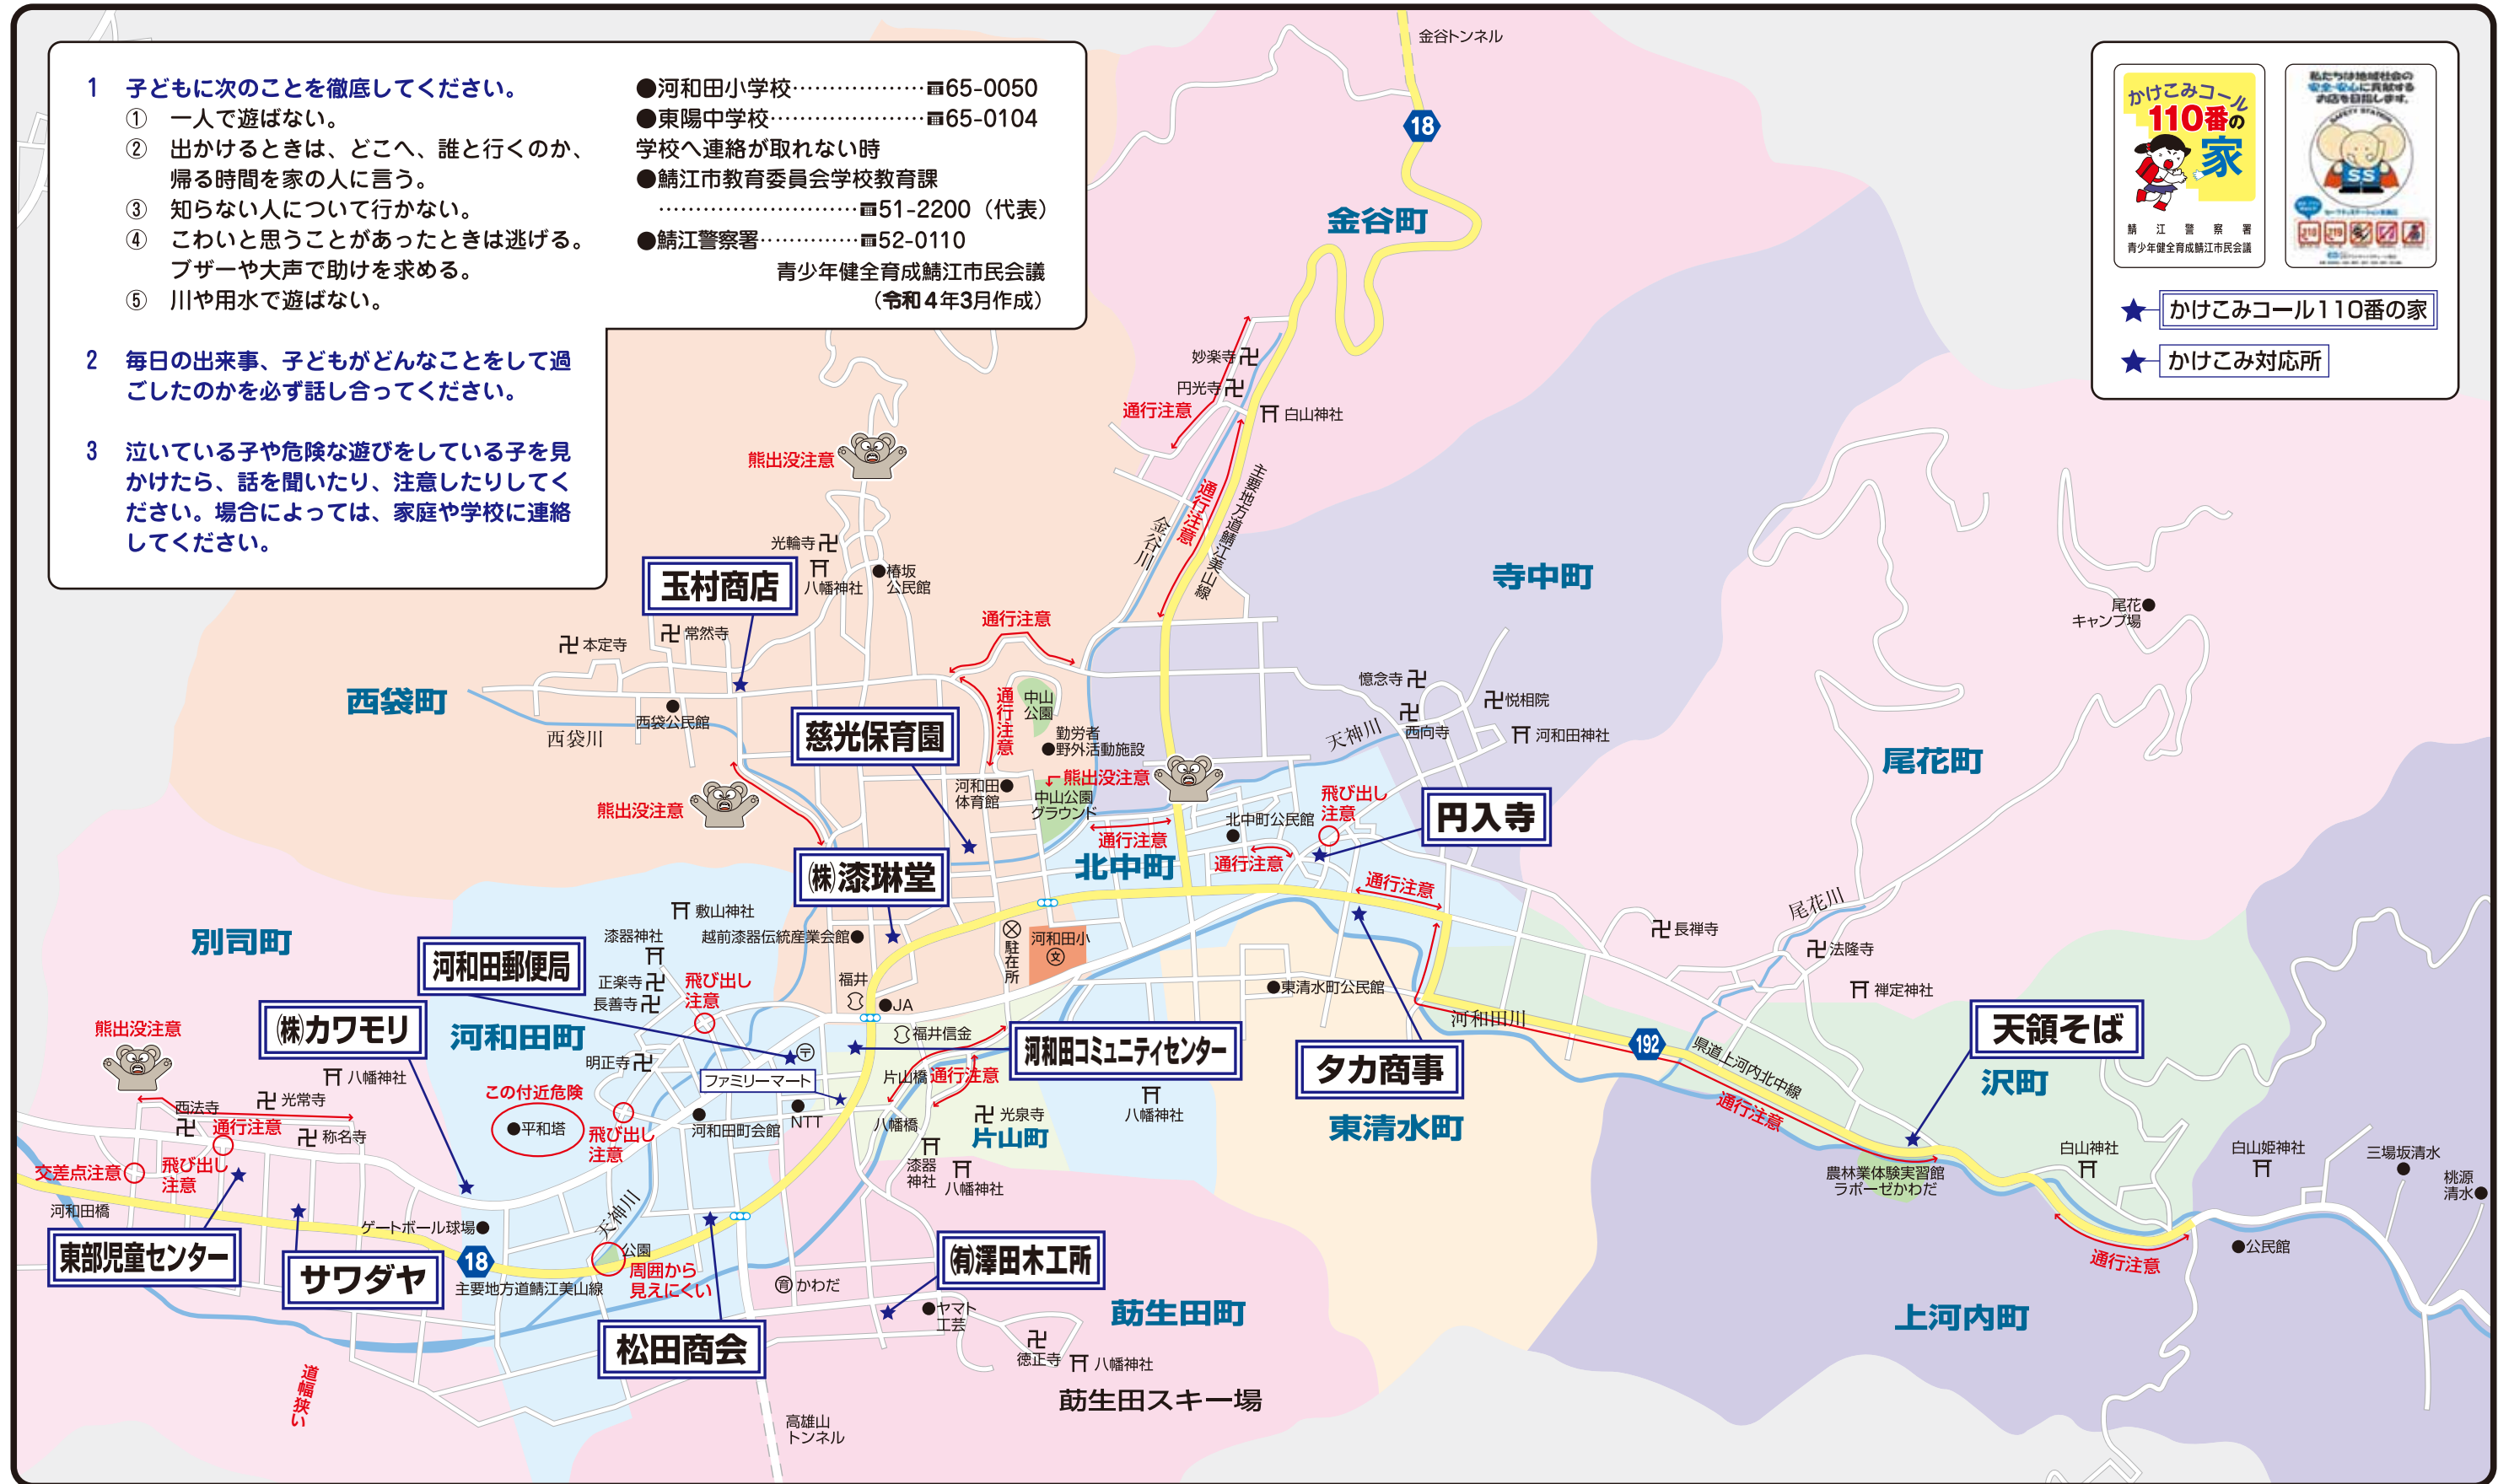 1 子どもに次のことを徹底してください。
① 一人で遊ばない。
② 出かけるときは、どこへ、誰と行くのか、
帰る時間を家の人に言う。
③ 知らない人について行かない。
④ こわいと思うことがあったときは逃げる。
ブザーや大声で助けを求める。
⑤ 川や用水で遊ばない。
2 毎日の出来事、子どもがどんなことをして過
ごしたのかを必ず話し合ってください。
3 泣いている子や危険な遊びをしている子を見
かけたら、話を聞いたり、注意したりしてく
ださい。場合によっては、家庭や学校に連絡
してください。
●河和田小学校………………☎65-0050
●東陽中学校…………………☎65-0104
学校へ連絡が取れない時
●鯖江市教育委員会学校教育課
………………………☎51-2200（代表）
●鯖江警察署…………☎52-0110
青少年健全育成鯖江市民会議
（令和４年3月作成）
かけこみコール
110番の
家
鯖江警察署
青少年健全育成鯖江市民会議
私たちは地域社会の
安全・安心に貢献する
お店を目指します。
SAFETY STATION
SS
★かけこみコール110番の家
★かけこみ対応所
金谷トンネル
18
金谷町
妙楽寺
円光寺
通行注意
白山神社
熊出没注意
通行注意
主要地方道鯖江美山線
金谷川
光輪寺
八幡神社
●椿坂
公民館
玉村商店
寺中町
尾花●
キャンプ場
通行注意
本定寺
常然寺
西袋町
西袋公民館
西袋川
通行注意
中山
公園
憶念寺
悦相院
西向寺
天神川
河和田神社
慈光保育園
勤労者
●野外活動施設
尾花町
熊出没注意
河和田●
体育館
熊出没注意
中山公園
グラウンド
飛び出し
注意
円入寺
北中町公民館
通行注意
北中町
通行注意
㈱漆琳堂
通行注意
尾花川
別司町
敷山神社
漆器神社
越前漆器伝統産業会館●
駐在所
河和田小
文
長禅寺
法隆寺
河和田郵便局
正楽寺
長善寺
飛び出し
注意
福井
●JA
●東清水町公民館
禅定神社
河和田川
㈱カワモリ
熊出没注意
河和田町
福井信金
河和田コミュニティセンター
192
天領そば
県道上河内北中線
明正寺
〒
ファミリーマート
片山橋
通行注意
タカ商事
沢町
八幡神社
この付近危険
●平和塔
飛び出し
注意
河和田町会館
NTT
八幡橋
光泉寺
片山町
八幡神社
東清水町
通行注意
西法寺
光常寺
通行注意
称名寺
交差点注意
飛び出し
注意
漆器
神社
八幡神社
農林業体験実習館
ラポーゼかわだ
白山神社
白山姫神社
三場坂清水
桃源
清水●
河和田橋
東部児童センター
サワダヤ
ゲートボール球場●
18
主要地方道鯖江美山線
天神川
公園
周囲から
見えにくい
㈲澤田木工所
育かわだ
●ヤマト
工芸
莇生田町
通行注意
●公民館
上河内町
松田商会
徳正寺
八幡神社
莇生田スキー場
道幅狭い
高雄山
トンネル